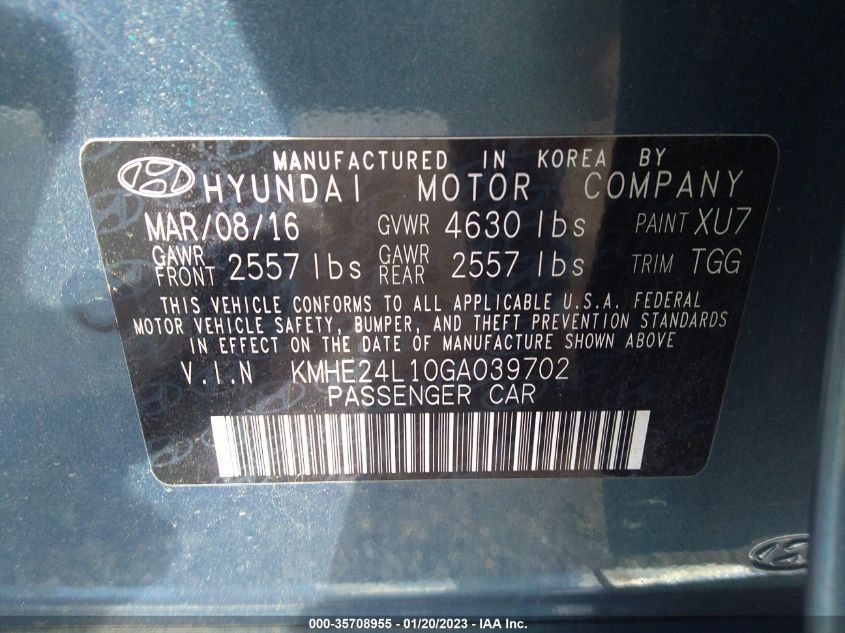 MANUFACTURED IN KOREA BY
HYUNDAI MOTOR COMPANY
MAR/08/16 GVWR 4630 lbs PAINT XU7
GAWR FRONT 2557 lbs GAWR REAR 2557 lbs TRIM TGG
THIS VEHICLE CONFORMS TO ALL APPLICABLE U.S.A. FEDERAL
MOTOR VEHICLE SAFETY, BUMPER, AND THEFT PREVENTION STANDARDS
IN EFFECT ON THE DATE OF MANUFACTURE SHOWN ABOVE
V.I.N KMHE24L10GA039702
PASSENGER CAR
000-35708955 - 01/20/2023 - IAA Inc.